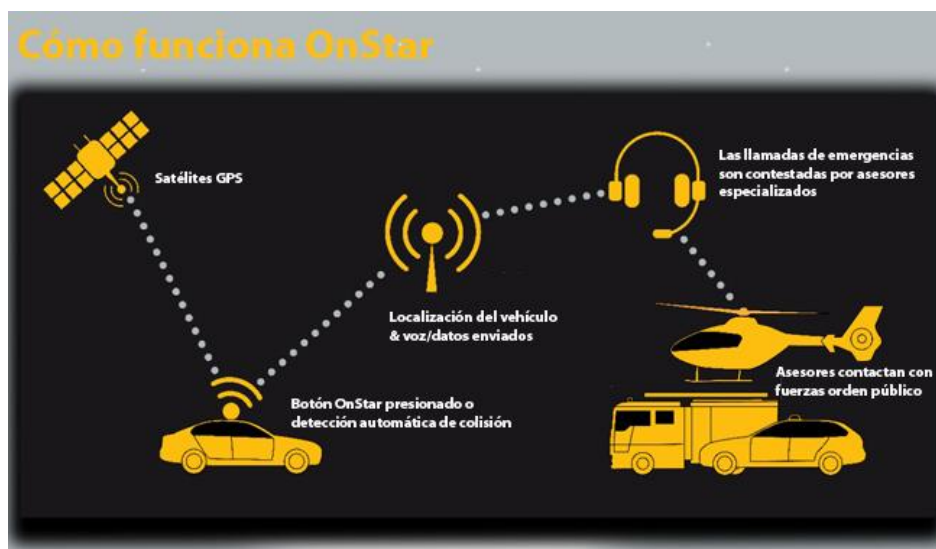 Cómo funciona OnStar
Satélites GPS
Las llamadas de emergencias
son contestadas por asesores
especializados
Localización del vehículo
& voz/datos enviados
Botón OnStar presionado o
detección automática de colisión
Asesores contactan con
fuerzas orden público